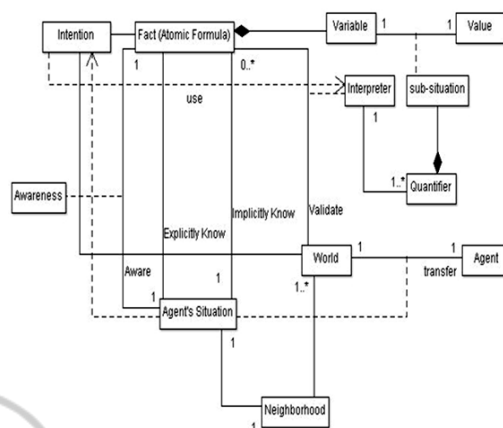 Intention
Fact (Atomic Formula)
Variable
1
1
Value
1
0..*
use
Interpreter
sub-situation
1
1..*
Quantifier
Awareness
Implicitly Know
Validate
Explicitly Know
World
1
1
Agent
Aware
transfer
1
1
1..*
Agent's Situation
1
Neighborhood
1